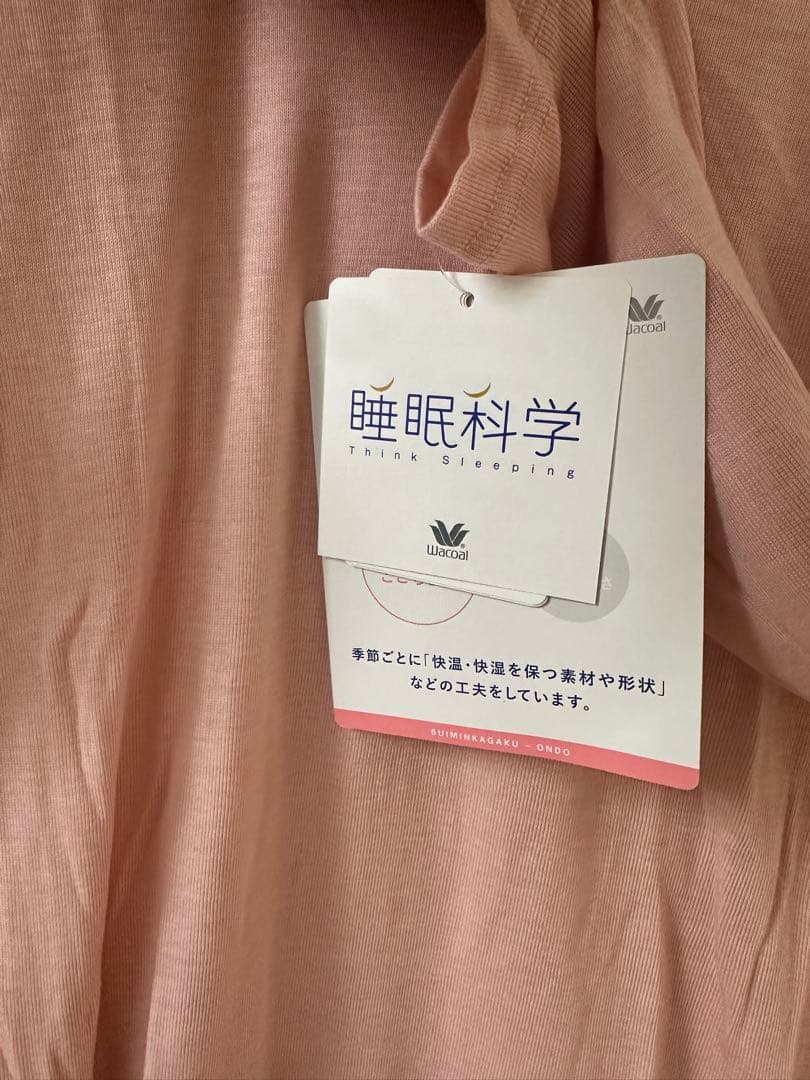 睡眠科学
Think Sleeping
Wacoal
Wacoal
さ
季節ごとに「快温・快湿を保つ素材や形状」
などの工夫をしています。
SUIMINKAGAKU – ONDO